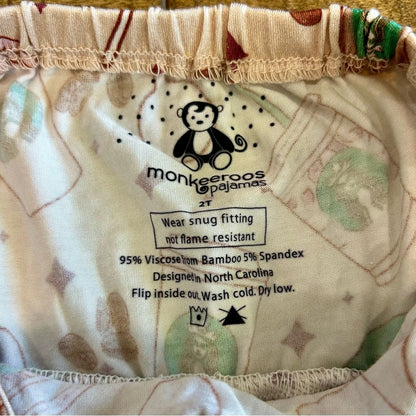 monkeeroos
pajamas
2T
Wear snug fitting
not flame resistant
95% Viscose from Bamboo 5% Spandex
Designed in North Carolina
Flip inside out. Wash cold. Dry low.